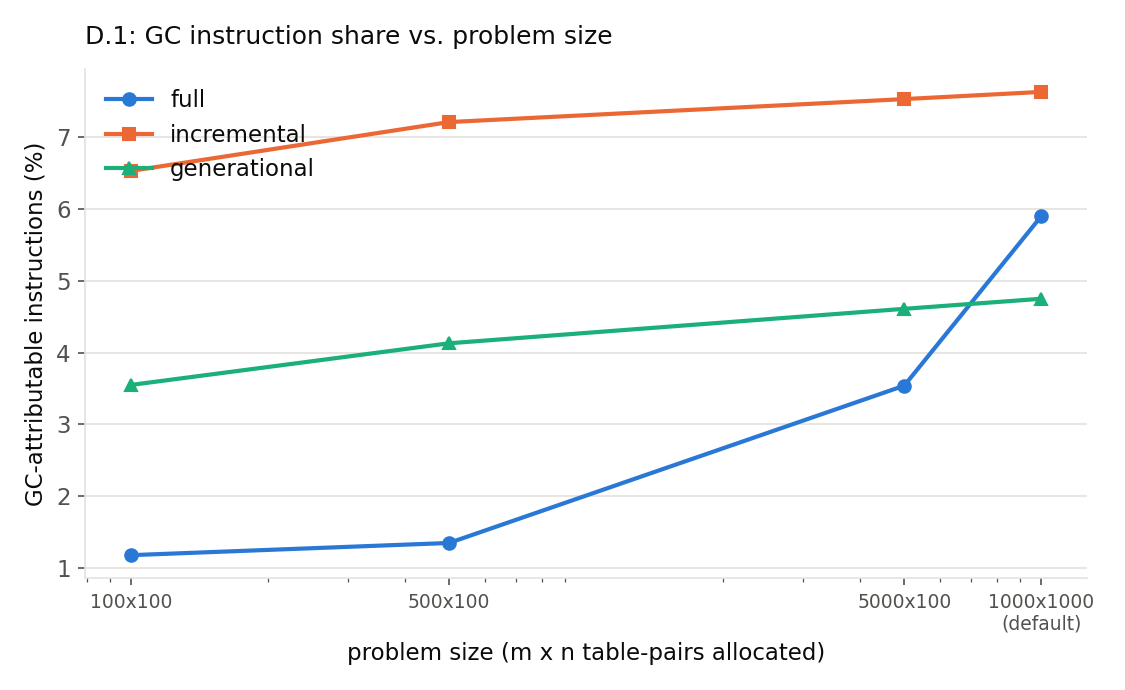 D.1: GC instruction share vs. problem size
full
incremental
generational
GC-attributable instructions (%)
7
6
5
4
3
2
1
100x100
500x100
5000x100
1000x1000
(default)
problem size (m x n table-pairs allocated)